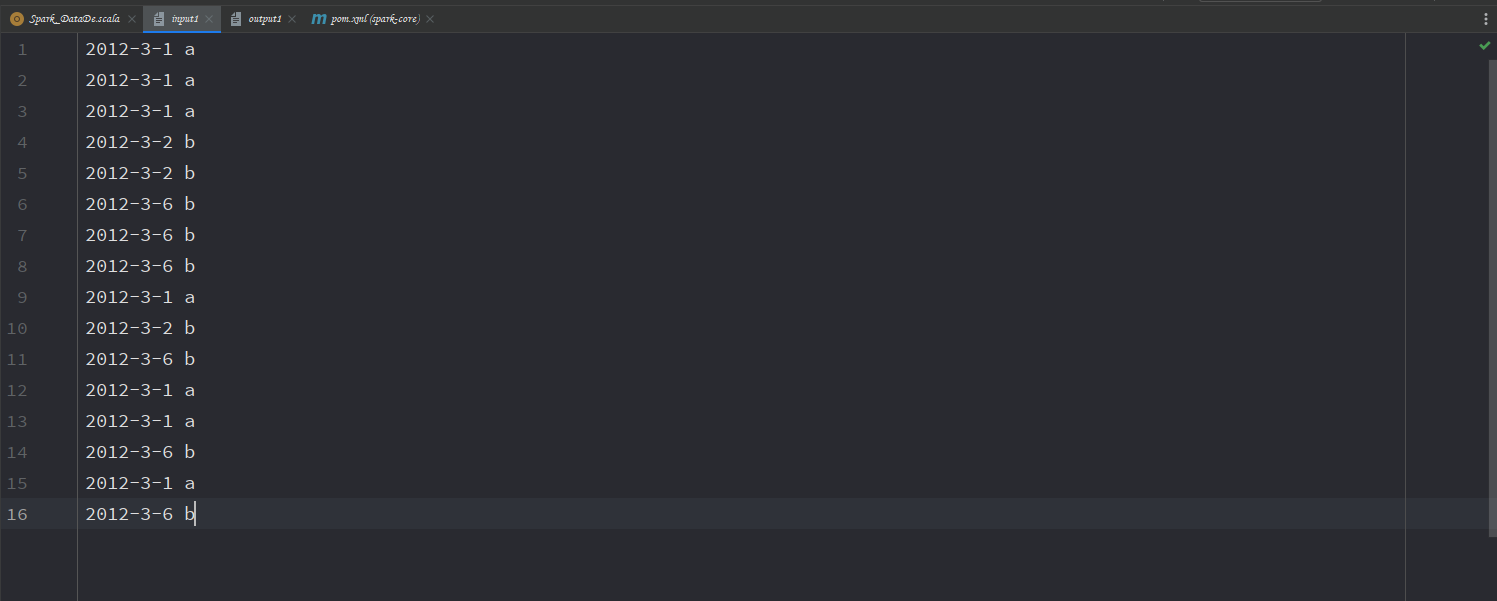 Spark_DataDe.scala input1 output1 m pom.xml (spark-core)
1 2012-3-1 a
2 2012-3-1 a
3 2012-3-1 a
4 2012-3-2 b
5 2012-3-2 b
6 2012-3-6 b
7 2012-3-6 b
8 2012-3-6 b
9 2012-3-1 a
10 2012-3-2 b
11 2012-3-6 b
12 2012-3-1 a
13 2012-3-1 a
14 2012-3-6 b
15 2012-3-1 a
16 2012-3-6 b